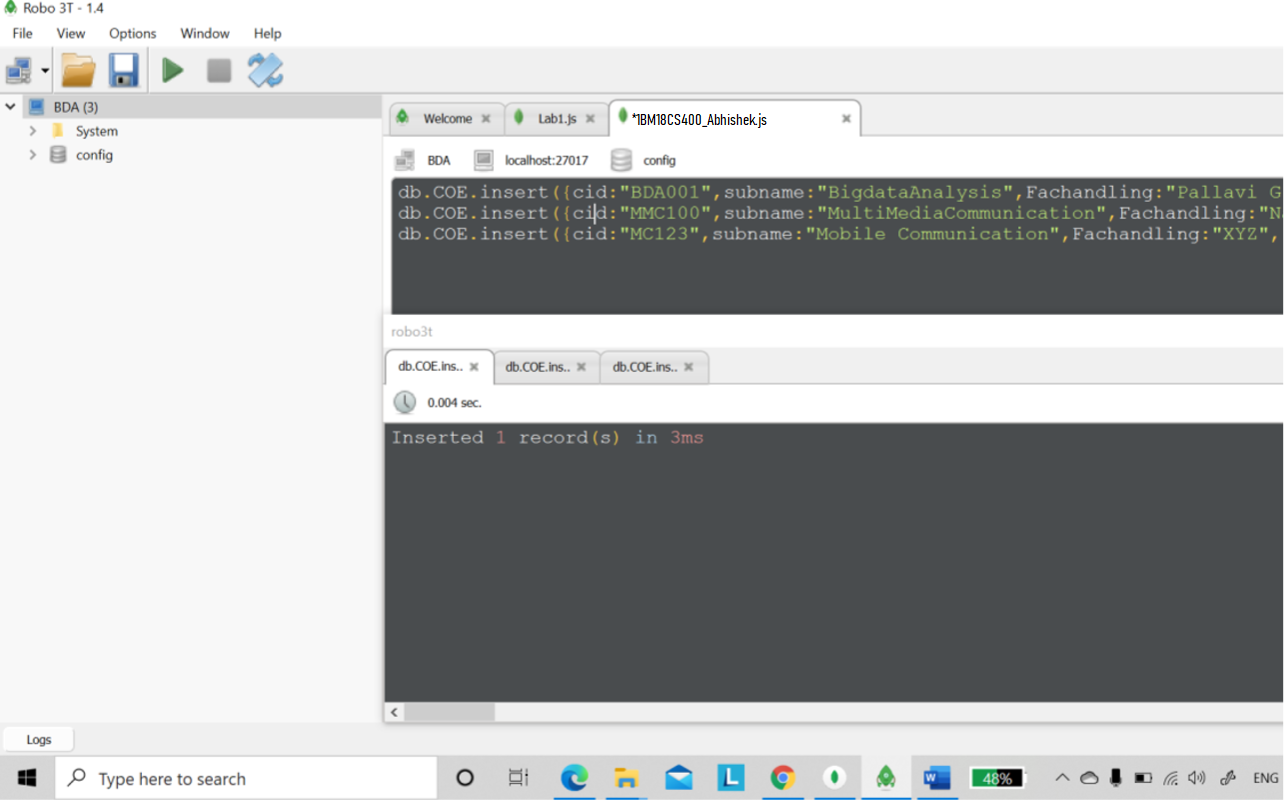 Robo 3T - 1.4
File View Options Window Help
BDA (3)
System
config
Welcome Lab1.js *1BM18CS400_Abhishek.js
BDA localhost:27017 config
db.COE.insert({cid:"BDA001",subname:"BigdataAnalysis",Fachandling:"Pallavi G
db.COE.insert({cid:"MMC100",subname:"MultiMediaCommunication",Fachandling:"N
db.COE.insert({cid:"MC123",subname:"Mobile Communication",Fachandling:"XYZ",
robo3t
db.COE.ins.. db.COE.ins.. db.COE.ins..
0.004 sec.
Inserted 1 record(s) in 3ms
Logs
Type here to search
L
W
48%
ENG